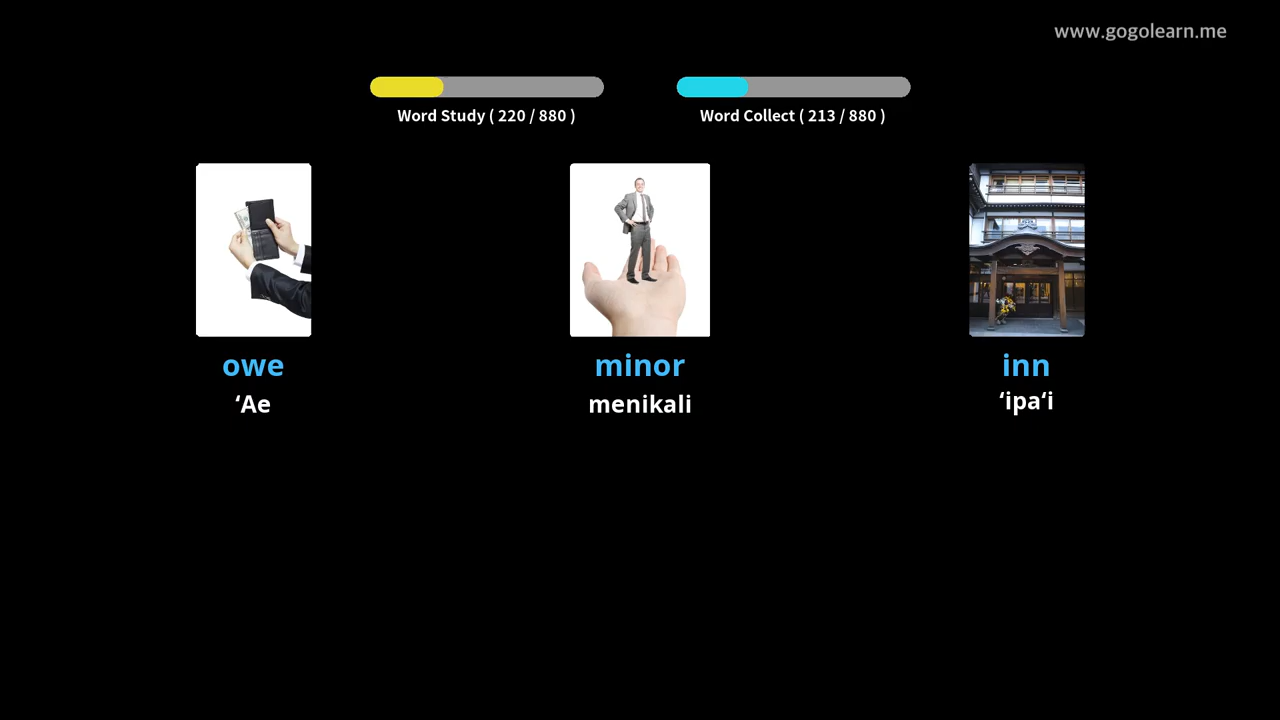 www.gogolearn.me
Word Study ( 220 / 880 )
Word Collect ( 213 / 880 )
owe
ʻAe
minor
menikali
inn
ʻipaʻi